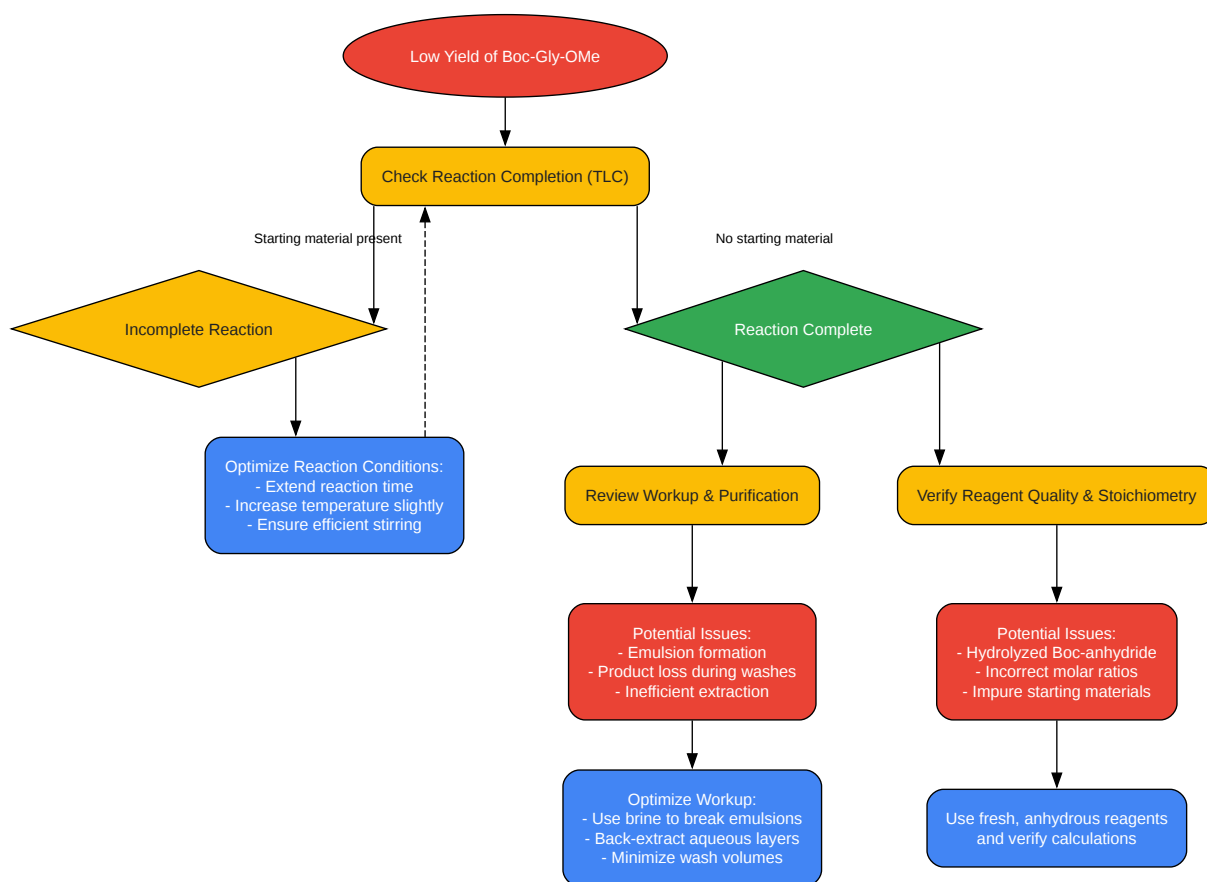 Low Yield of Boc-Gly-OMe
Check Reaction Completion (TLC)
Starting material present
No starting material
Incomplete Reaction
Reaction Complete
Optimize Reaction Conditions:
- Extend reaction time
- Increase temperature slightly
- Ensure efficient stirring
Review Workup & Purification
Verify Reagent Quality & Stoichiometry
Potential Issues:
- Emulsion formation
- Product loss during washes
- Inefficient extraction
Potential Issues:
- Hydrolyzed Boc-anhydride
- Incorrect molar ratios
- Impure starting materials
Optimize Workup:
- Use brine to break emulsions
- Back-extract aqueous layers
- Minimize wash volumes
Use fresh, anhydrous reagents
and verify calculations